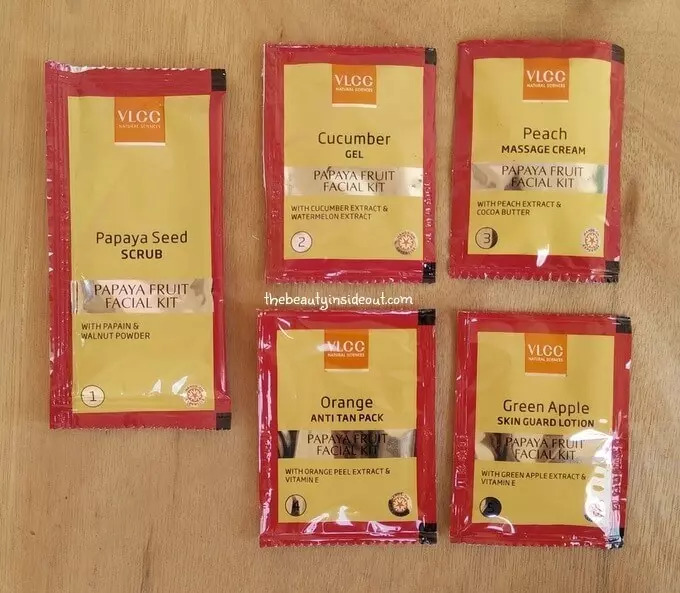 VLCC
NATURAL SCIENCES
Papaya Seed
SCRUB
PAPAYA FRUIT
FACIAL KIT
WITH PAPAIN &
WALNUT POWDER
1
VLCC
NATURAL SCIENCES
Cucumber
GEL
PAPAYA FRUIT
FACIAL KIT
WITH CUCUMBER EXTRACT &
WATERMELON EXTRACT
2
VLCC
NATURAL SCIENCES
Peach
MASSAGE CREAM
PAPAYA FRUIT
FACIAL KIT
WITH PEACH EXTRACT &
COCOA BUTTER
3
thebeautyinsideout.com
VLCC
NATURAL SCIENCES
Orange
ANTI TAN PACK
PAPAYA FRUIT
FACIAL KIT
WITH ORANGE PEEL EXTRACT &
VITAMIN E
4
VLCC
NATURAL SCIENCES
Green Apple
SKIN GUARD LOTION
PAPAYA FRUIT
FACIAL KIT
WITH GREEN APPLE EXTRACT &
VITAMIN E